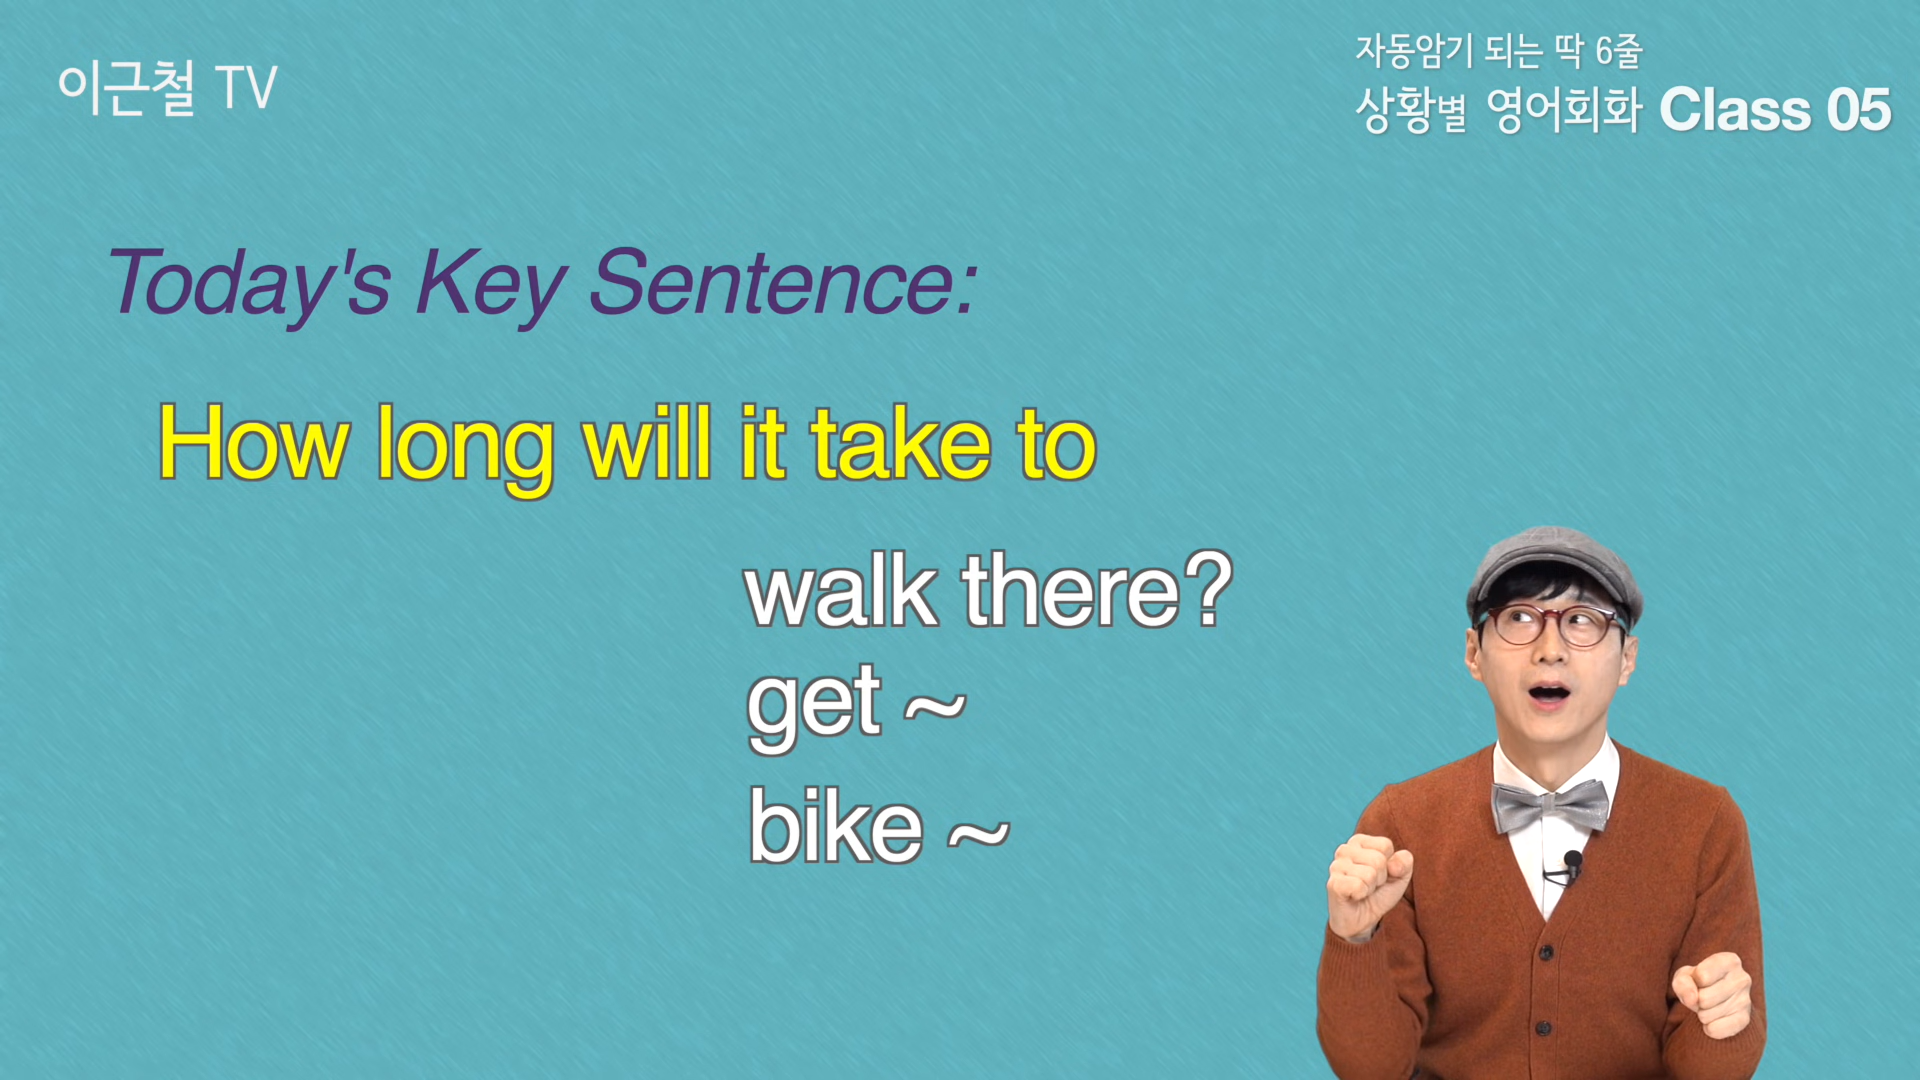 이근철 TV
자동암기 되는 딱 6줄
상황별 영어회화 Class 05
Today's Key Sentence:
How long will it take to
walk there?
get ~
bike ~